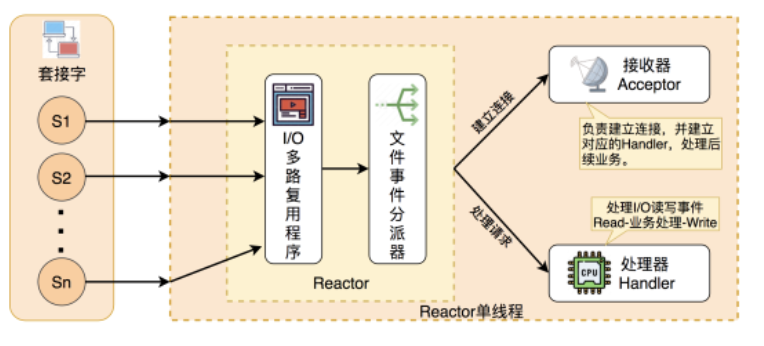 套接字
S1
S2
Sn
I/O
多
路
复
用
程
序
文
件
事
件
分
派
器
Reactor
建立连接
处理请求
接收器
Acceptor
负责建立连接，并建立
对应的Handler，处理后
续业务。
处理I/O读写事件
Read-业务处理-Write
CPU
处理器
Handler
Reactor单线程